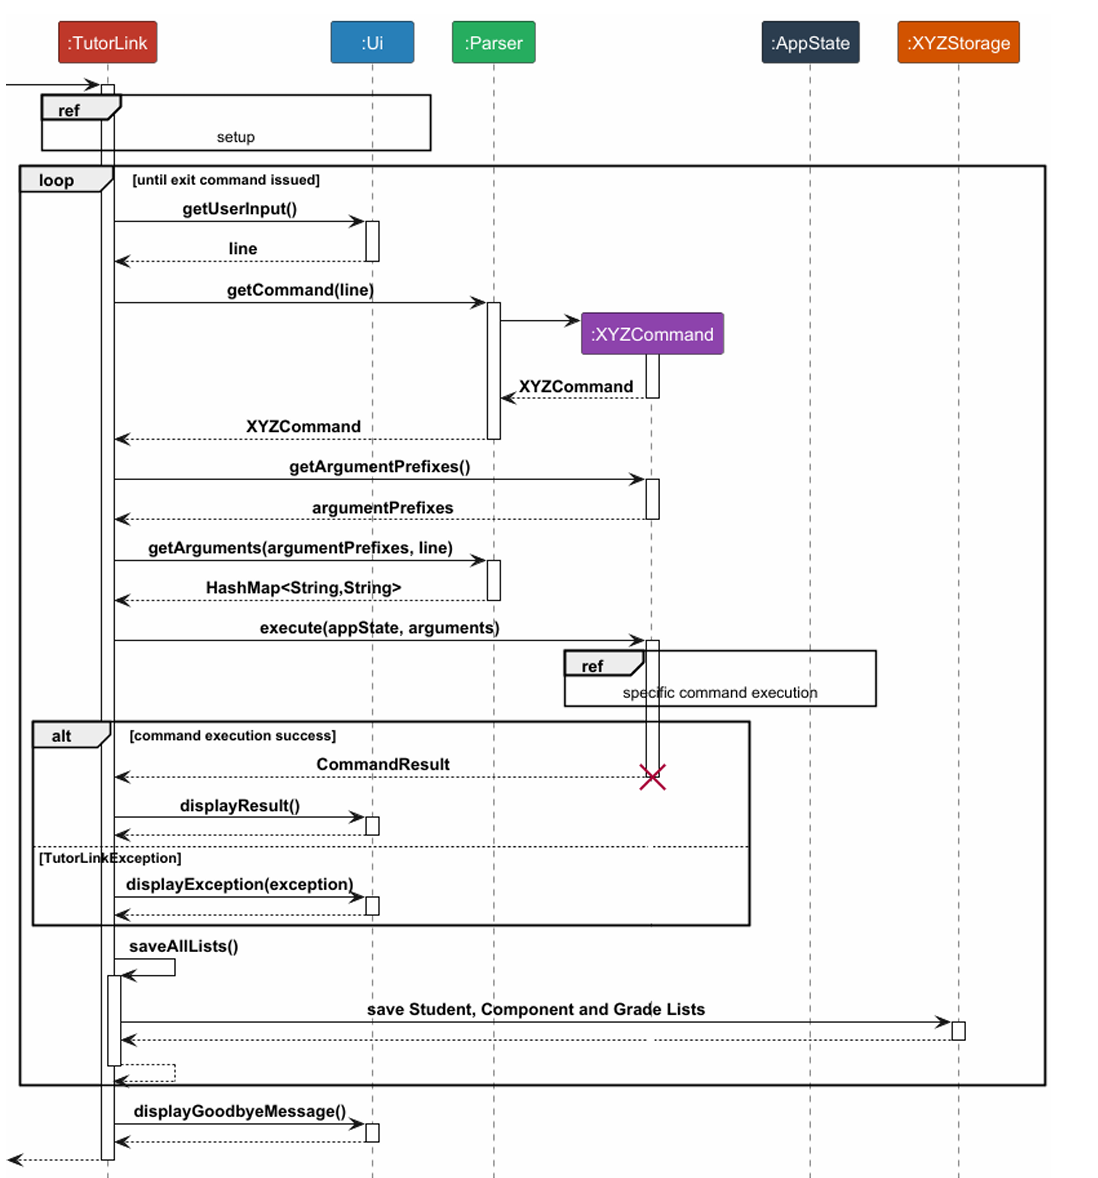 :TutorLink
:Ui
:Parser
:AppState
:XYZStorage
ref
setup
loop
[until exit command issued]
getUserInput()
line
getCommand(line)
:XYZCommand
XYZCommand
XYZCommand
getArgumentPrefixes()
argumentPrefixes
getArguments(argumentPrefixes, line)
HashMap<String,String>
execute(appState, arguments)
ref
specific command execution
alt
[command execution success]
CommandResult
displayResult()
[TutorLinkException]
displayException(exception)
saveAllLists()
save Student, Component and Grade Lists
displayGoodbyeMessage()